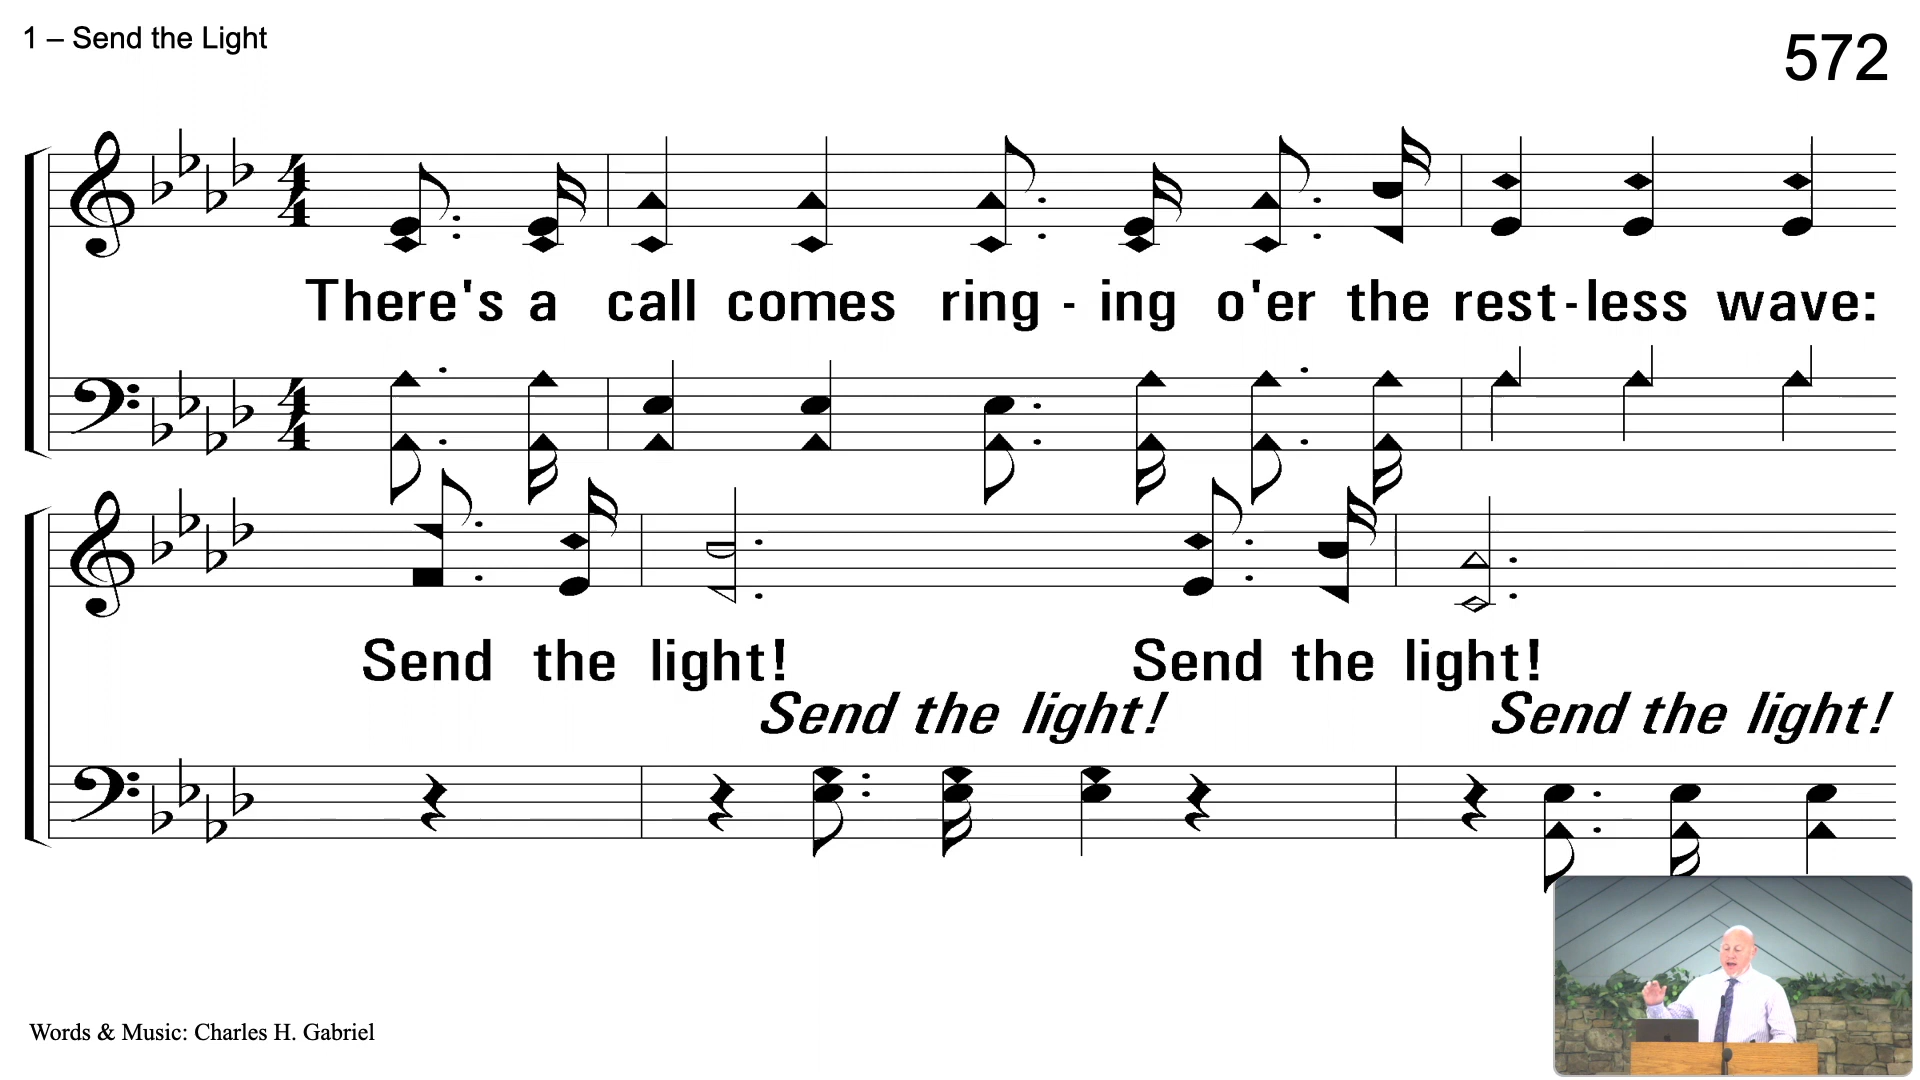 1 – Send the Light
572
There's a call comes ring - ing o'er the rest - less wave:
Send the light! Send the light!
Send the light! Send the light!
Words & Music: Charles H. Gabriel